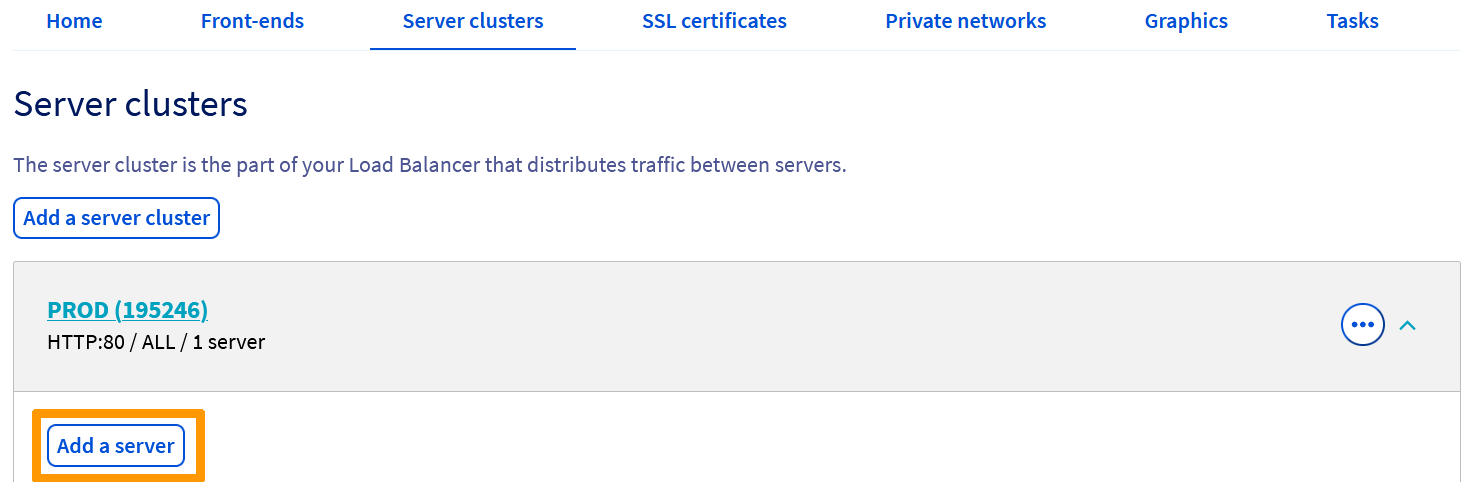 Home Front-ends Server clusters SSL certificates Private networks Graphics Tasks
Server clusters
The server cluster is the part of your Load Balancer that distributes traffic between servers.
Add a server cluster
PROD (195246)
HTTP:80 / ALL / 1 server
Add a server